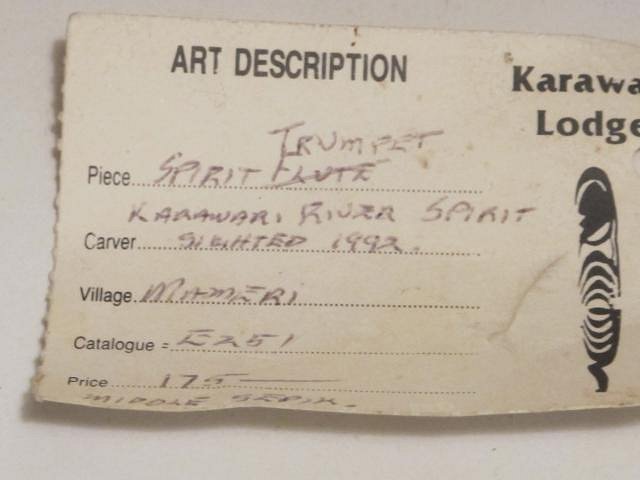 ART DESCRIPTION
Karawa
Lodge
TRUMPET
Piece SPIRIT FLUTE
KARAWARI RIVER SPIRIT
Carver SIGHTED 1992.
Village MAMERI
Catalogue = E251
Price 175
MIDDLE SEPIK.